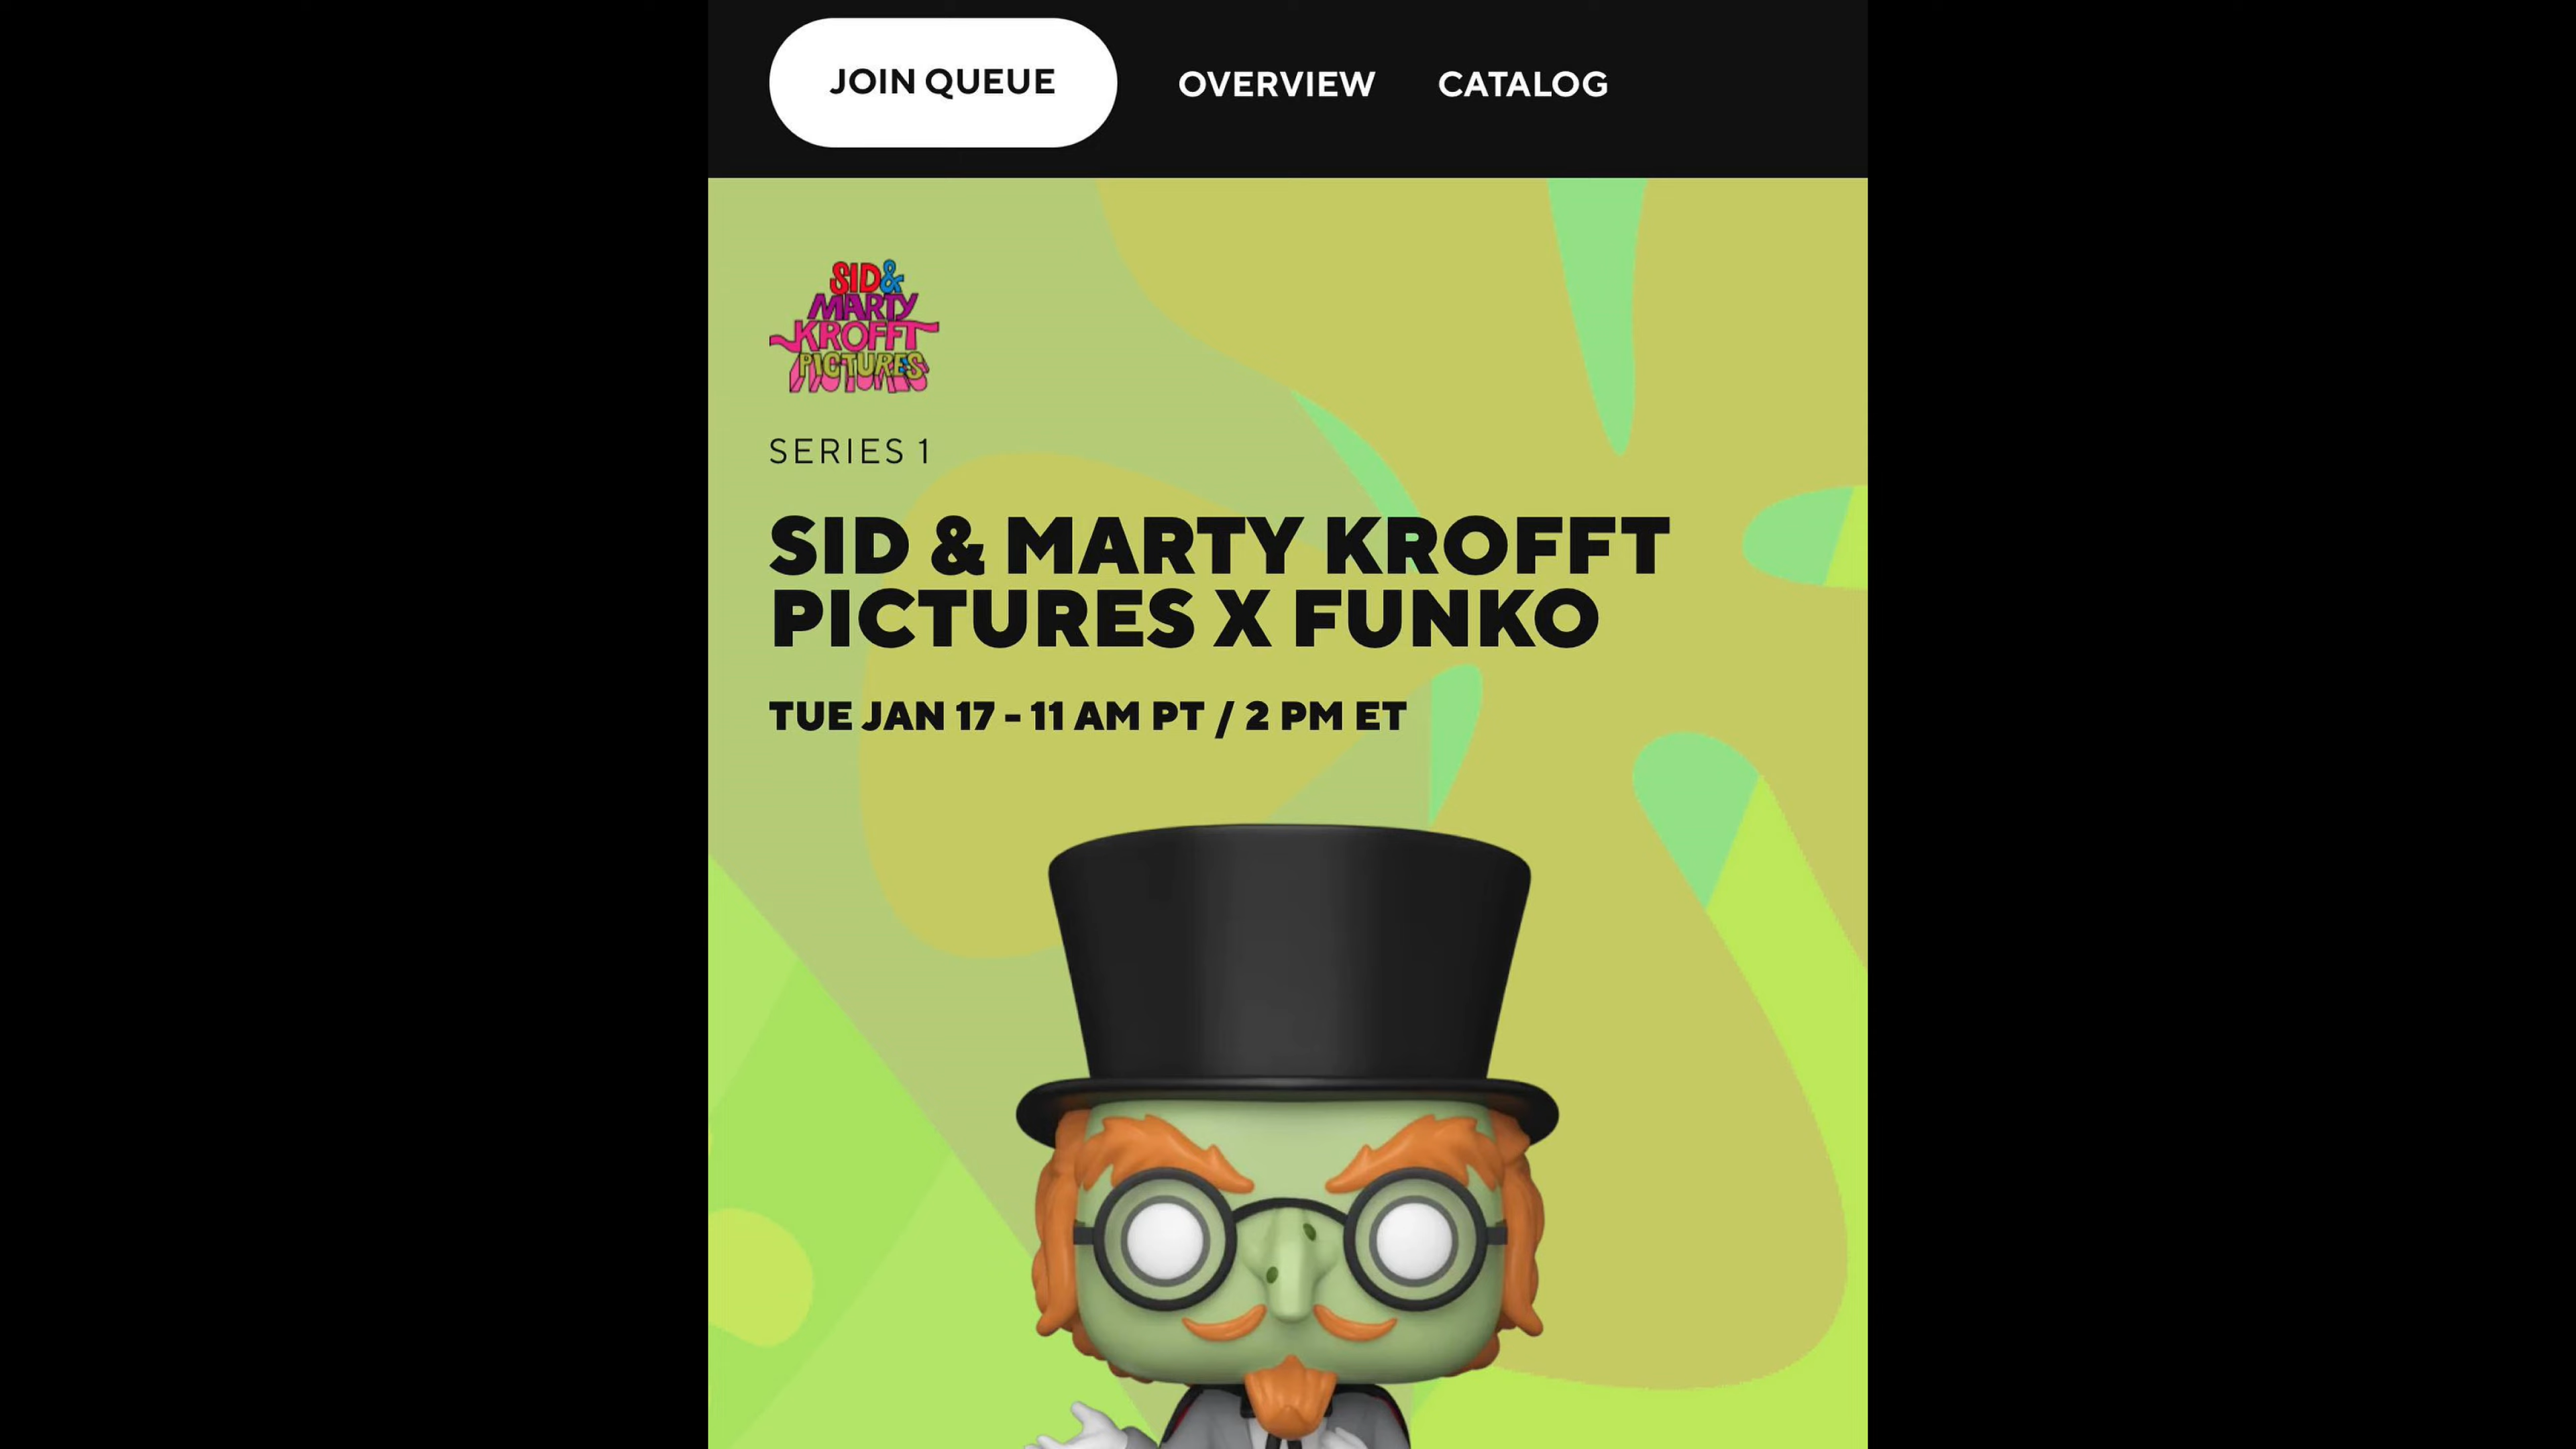 JOIN QUEUE OVERVIEW CATALOG
SID &
MARTY
KROFFT
PICTURES
SERIES 1
SID & MARTY KROFFT
PICTURES X FUNKO
TUE JAN 17 - 11 AM PT / 2 PM ET